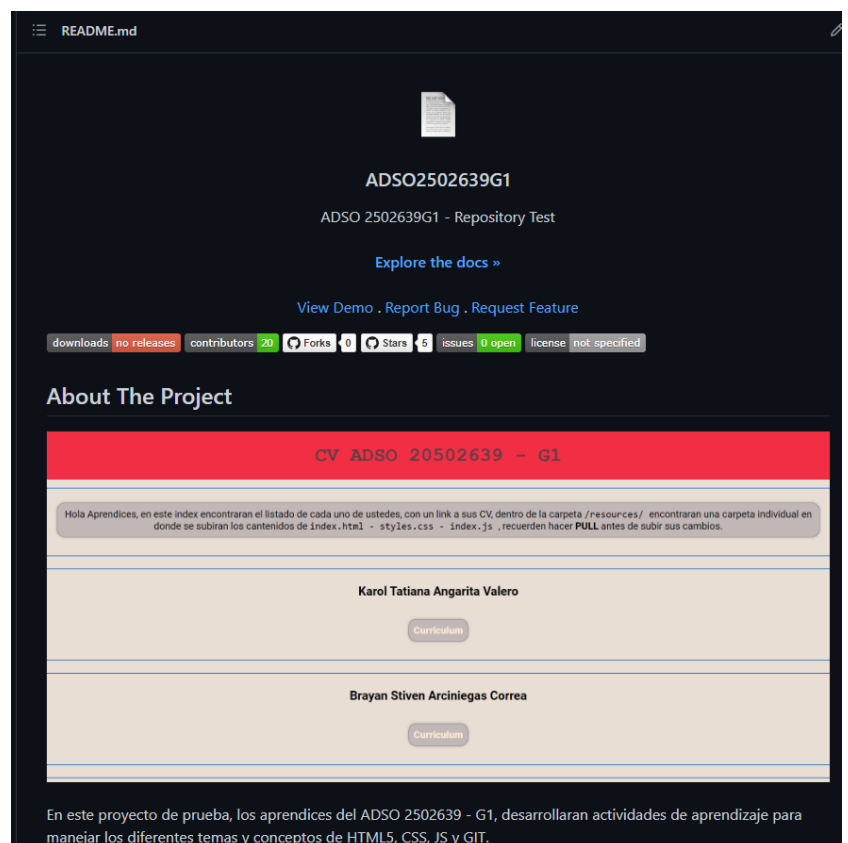 README.md
ADSO2502639G1
ADSO 2502639G1 - Repository Test
Explore the docs »
View Demo . Report Bug . Request Feature
downloads no releases contributors 20 Forks 0 Stars 5 issues 0 open license not specified
About The Project
CV ADSO 20502639 - G1
Hola Aprendices, en este index encontraran el listado de cada uno de ustedes, con un link a sus CV, dentro de la carpeta /resources/ encontraran una carpeta individual en
donde se subiran los cantenidos de index.html - styles.css - index.js , recuerden hacer PULL antes de subir sus cambios.
Karol Tatiana Angarita Valero
Curriculum
Brayan Stiven Arciniegas Correa
Curriculum
En este proyecto de prueba, los aprendices del ADSO 2502639 - G1, desarrollaran actividades de aprendizaje para
manejar los diferentes temas y conceptos de HTML5, CSS, JS y GIT.